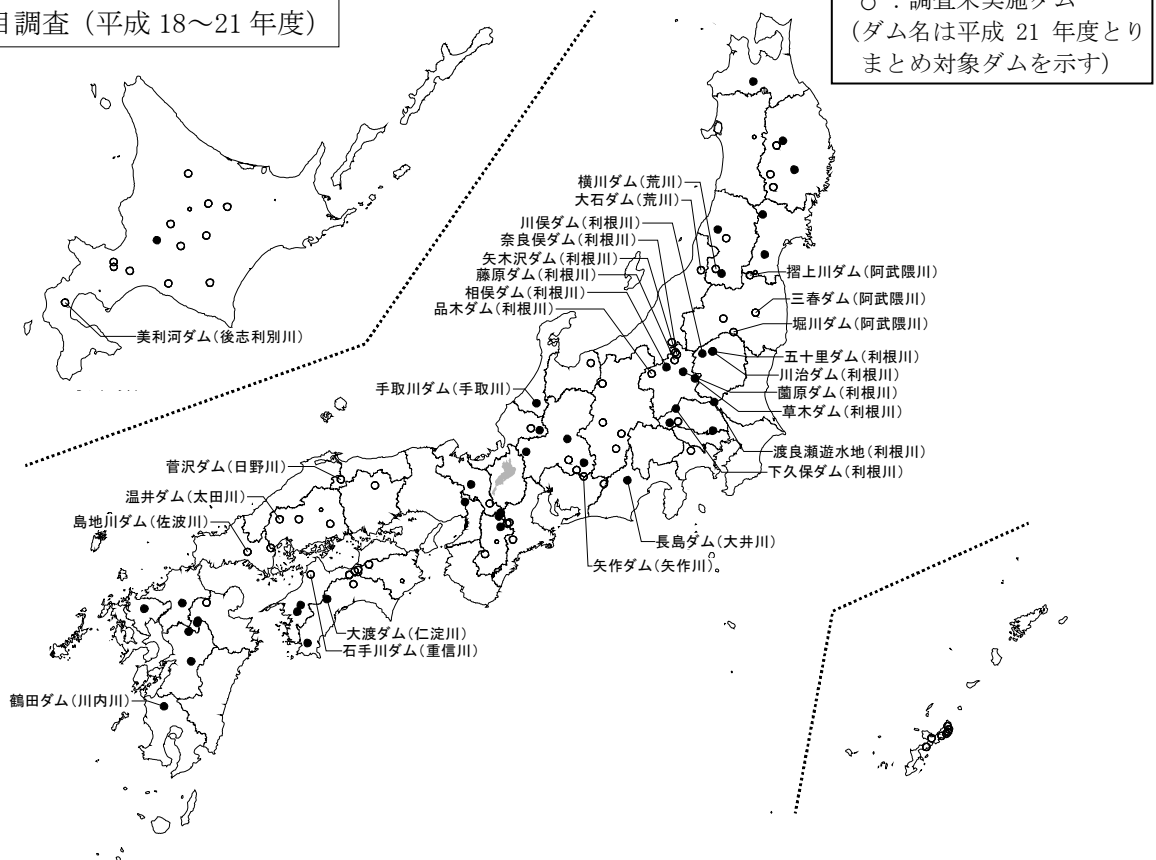 目調査（平成 18～21 年度）
○ ：調査未実施ダム
（ダム名は平成 21 年度とり
まとめ対象ダムを示す）
横川ダム（荒川）
大石ダム（荒川）
川俣ダム（利根川）
奈良俣ダム（利根川）
矢木沢ダム（利根川）
藤原ダム（利根川）
相俣ダム（利根川）
品木ダム（利根川）
摺上川ダム（阿武隈川）
三春ダム（阿武隈川）
堀川ダム（阿武隈川）
美利河ダム（後志利別川）
五十里ダム（利根川）
川治ダム（利根川）
薗原ダム（利根川）
草木ダム（利根川）
手取川ダム（手取川）
渡良瀬遊水地（利根川）
下久保ダム（利根川）
菅沢ダム（日野川）
温井ダム（太田川）
島地川ダム（佐波川）
長島ダム（大井川）
矢作ダム（矢作川）
大渡ダム（仁淀川）
石手川ダム（重信川）
鶴田ダム（川内川）